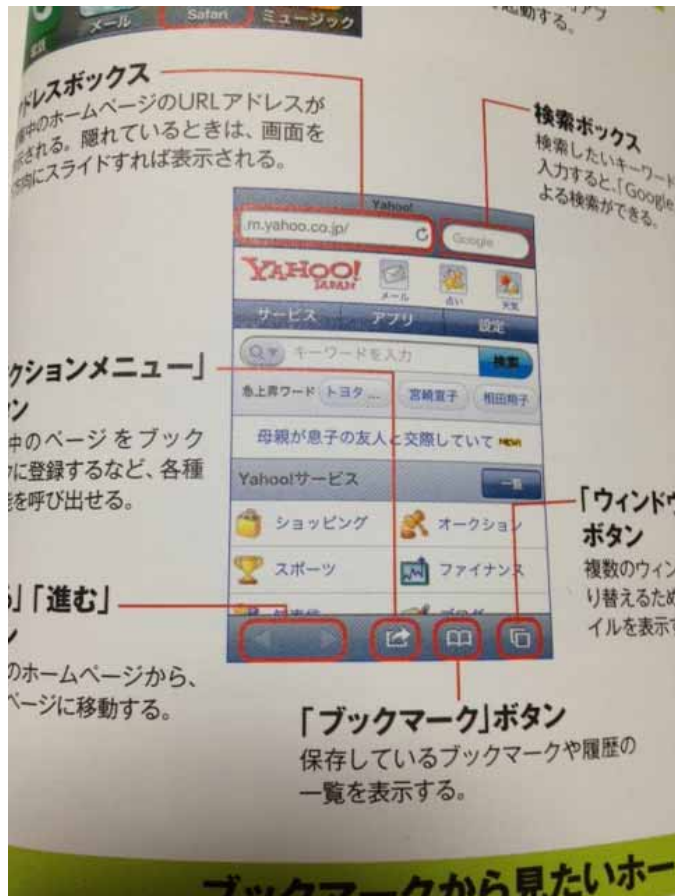 メール
Safari
ミュージック
起動する。
ドレスボックス
中のホームページのURLアドレスが
示される。隠れているときは、画面を
方向にスライドすれば表示される。
検索ボックス
検索したいキーワード
入力すると、「Google
よる検索ができる。
Yahoo!
m.yahoo.co.jp/
Google
YAHOO!
JAPAN
メール
占い
天気
サービス
アプリ
設定
キーワードを入力
検索
急上昇ワード
トヨタ ...
宮崎宣子
相田翔子
母親が息子の友人と交際していて NEW!
Yahoo!サービス
一覧
ショッピング
オークション
スポーツ
ファイナンス
ブログ
クションメニュー」
ン
中のページをブック
クに登録するなど、各種
能を呼び出せる。
「ウィンドウ
ボタン
複数のウィン
り替えるため
イルを表示す
」「進む」
ン
のホームページから、
ページに移動する。
「ブックマーク」ボタン
保存しているブックマークや履歴の
一覧を表示する。
ブックマークから見たいホー